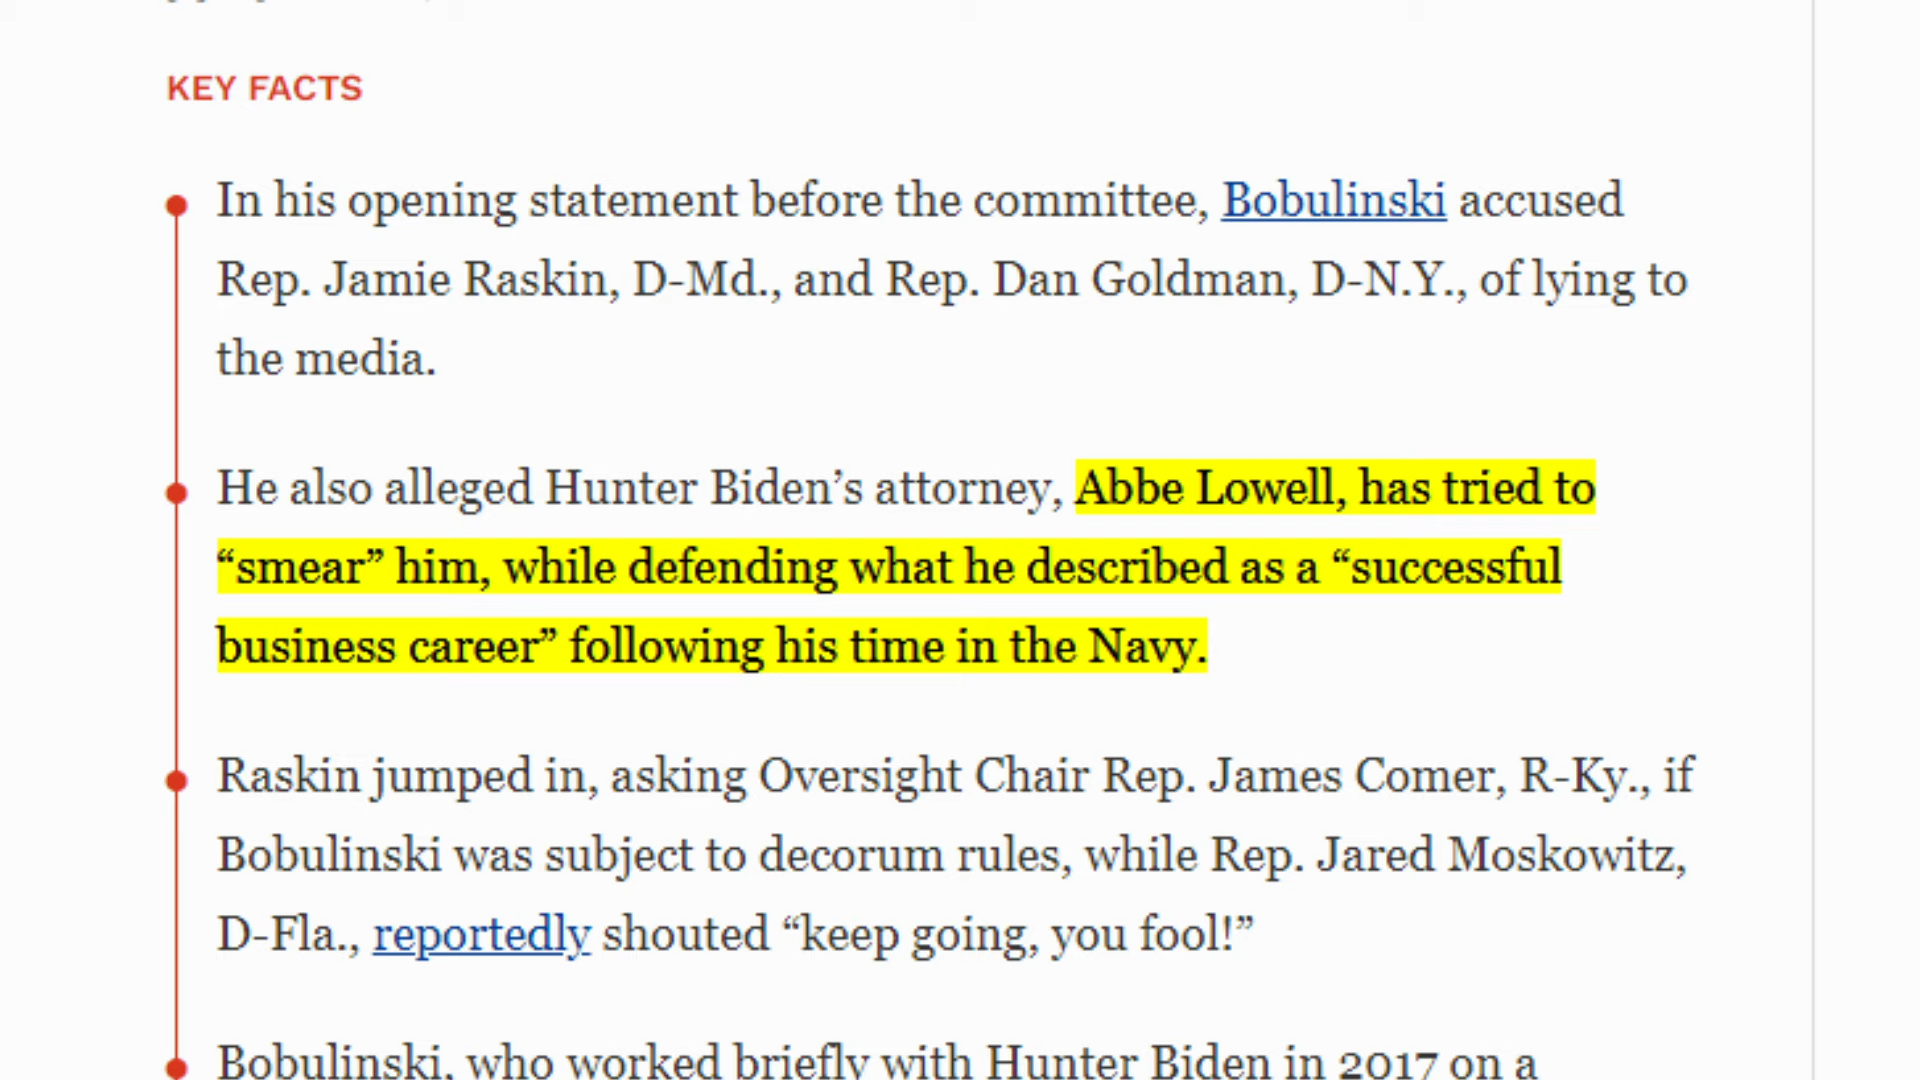 KEY FACTS
In his opening statement before the committee, Bobulinski accused
Rep. Jamie Raskin, D-Md., and Rep. Dan Goldman, D-N.Y., of lying to
the media.
He also alleged Hunter Biden’s attorney, Abbe Lowell, has tried to
“smear” him, while defending what he described as a “successful
business career” following his time in the Navy.
Raskin jumped in, asking Oversight Chair Rep. James Comer, R-Ky., if
Bobulinski was subject to decorum rules, while Rep. Jared Moskowitz,
D-Fla., reportedly shouted “keep going, you fool!”
Bobulinski, who worked briefly with Hunter Biden in 2017 on a